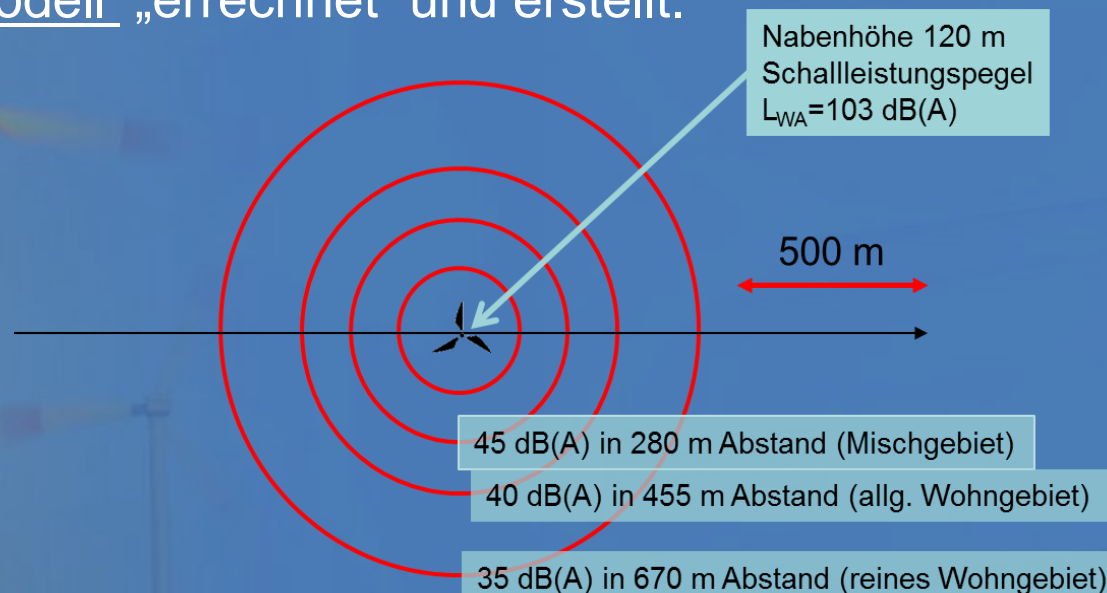 „errechnet" und erstellt.
Nabenhöhe 120 m
Schallleistungspegel
LWA=103 dB(A)
500 m
45 dB(A) in 280 m Abstand (Mischgebiet)
40 dB(A) in 455 m Abstand (allg. Wohngebiet)
35 dB(A) in 670 m Abstand (reines Wohngebiet)